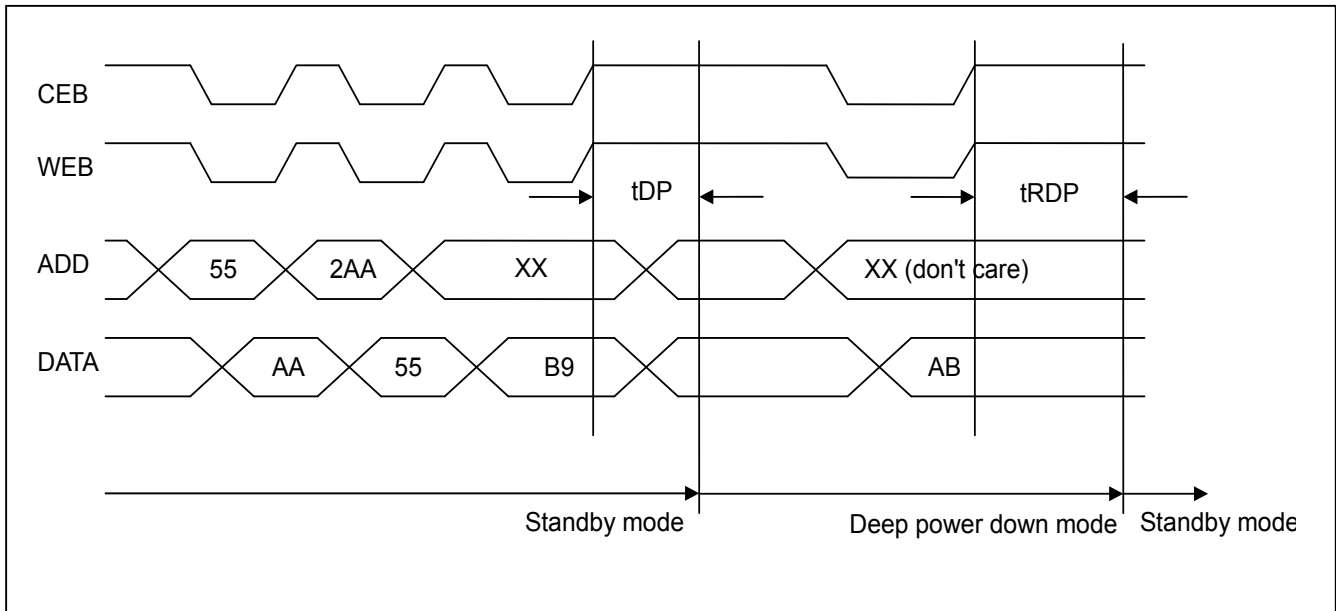 CEB
WEB
tDP
tRDP
ADD 55 2AA XX XX (don't care)
DATA AA 55 B9 AB
Standby mode Deep power down mode Standby mode